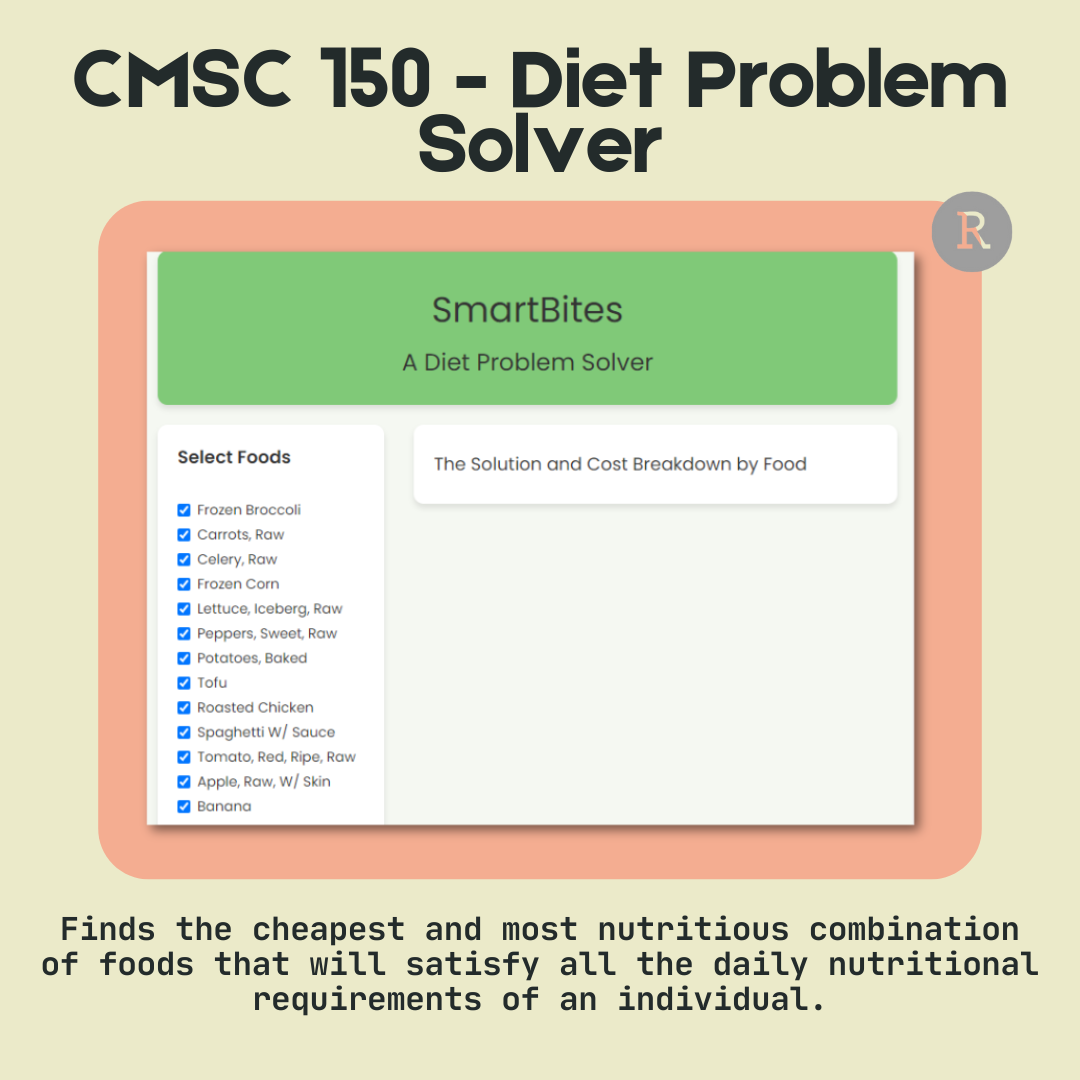 CMSC 150 - Diet Problem
Solver
R
SmartBites
A Diet Problem Solver
Select Foods
The Solution and Cost Breakdown by Food
Frozen Broccoli
Carrots, Raw
Celery, Raw
Frozen Corn
Lettuce, Iceberg, Raw
Peppers, Sweet, Raw
Potatoes, Baked
Tofu
Roasted Chicken
Spaghetti W/ Sauce
Tomato, Red, Ripe, Raw
Apple, Raw, W/ Skin
Banana
Finds the cheapest and most nutritious combination
of foods that will satisfy all the daily nutritional
requirements of an individual.